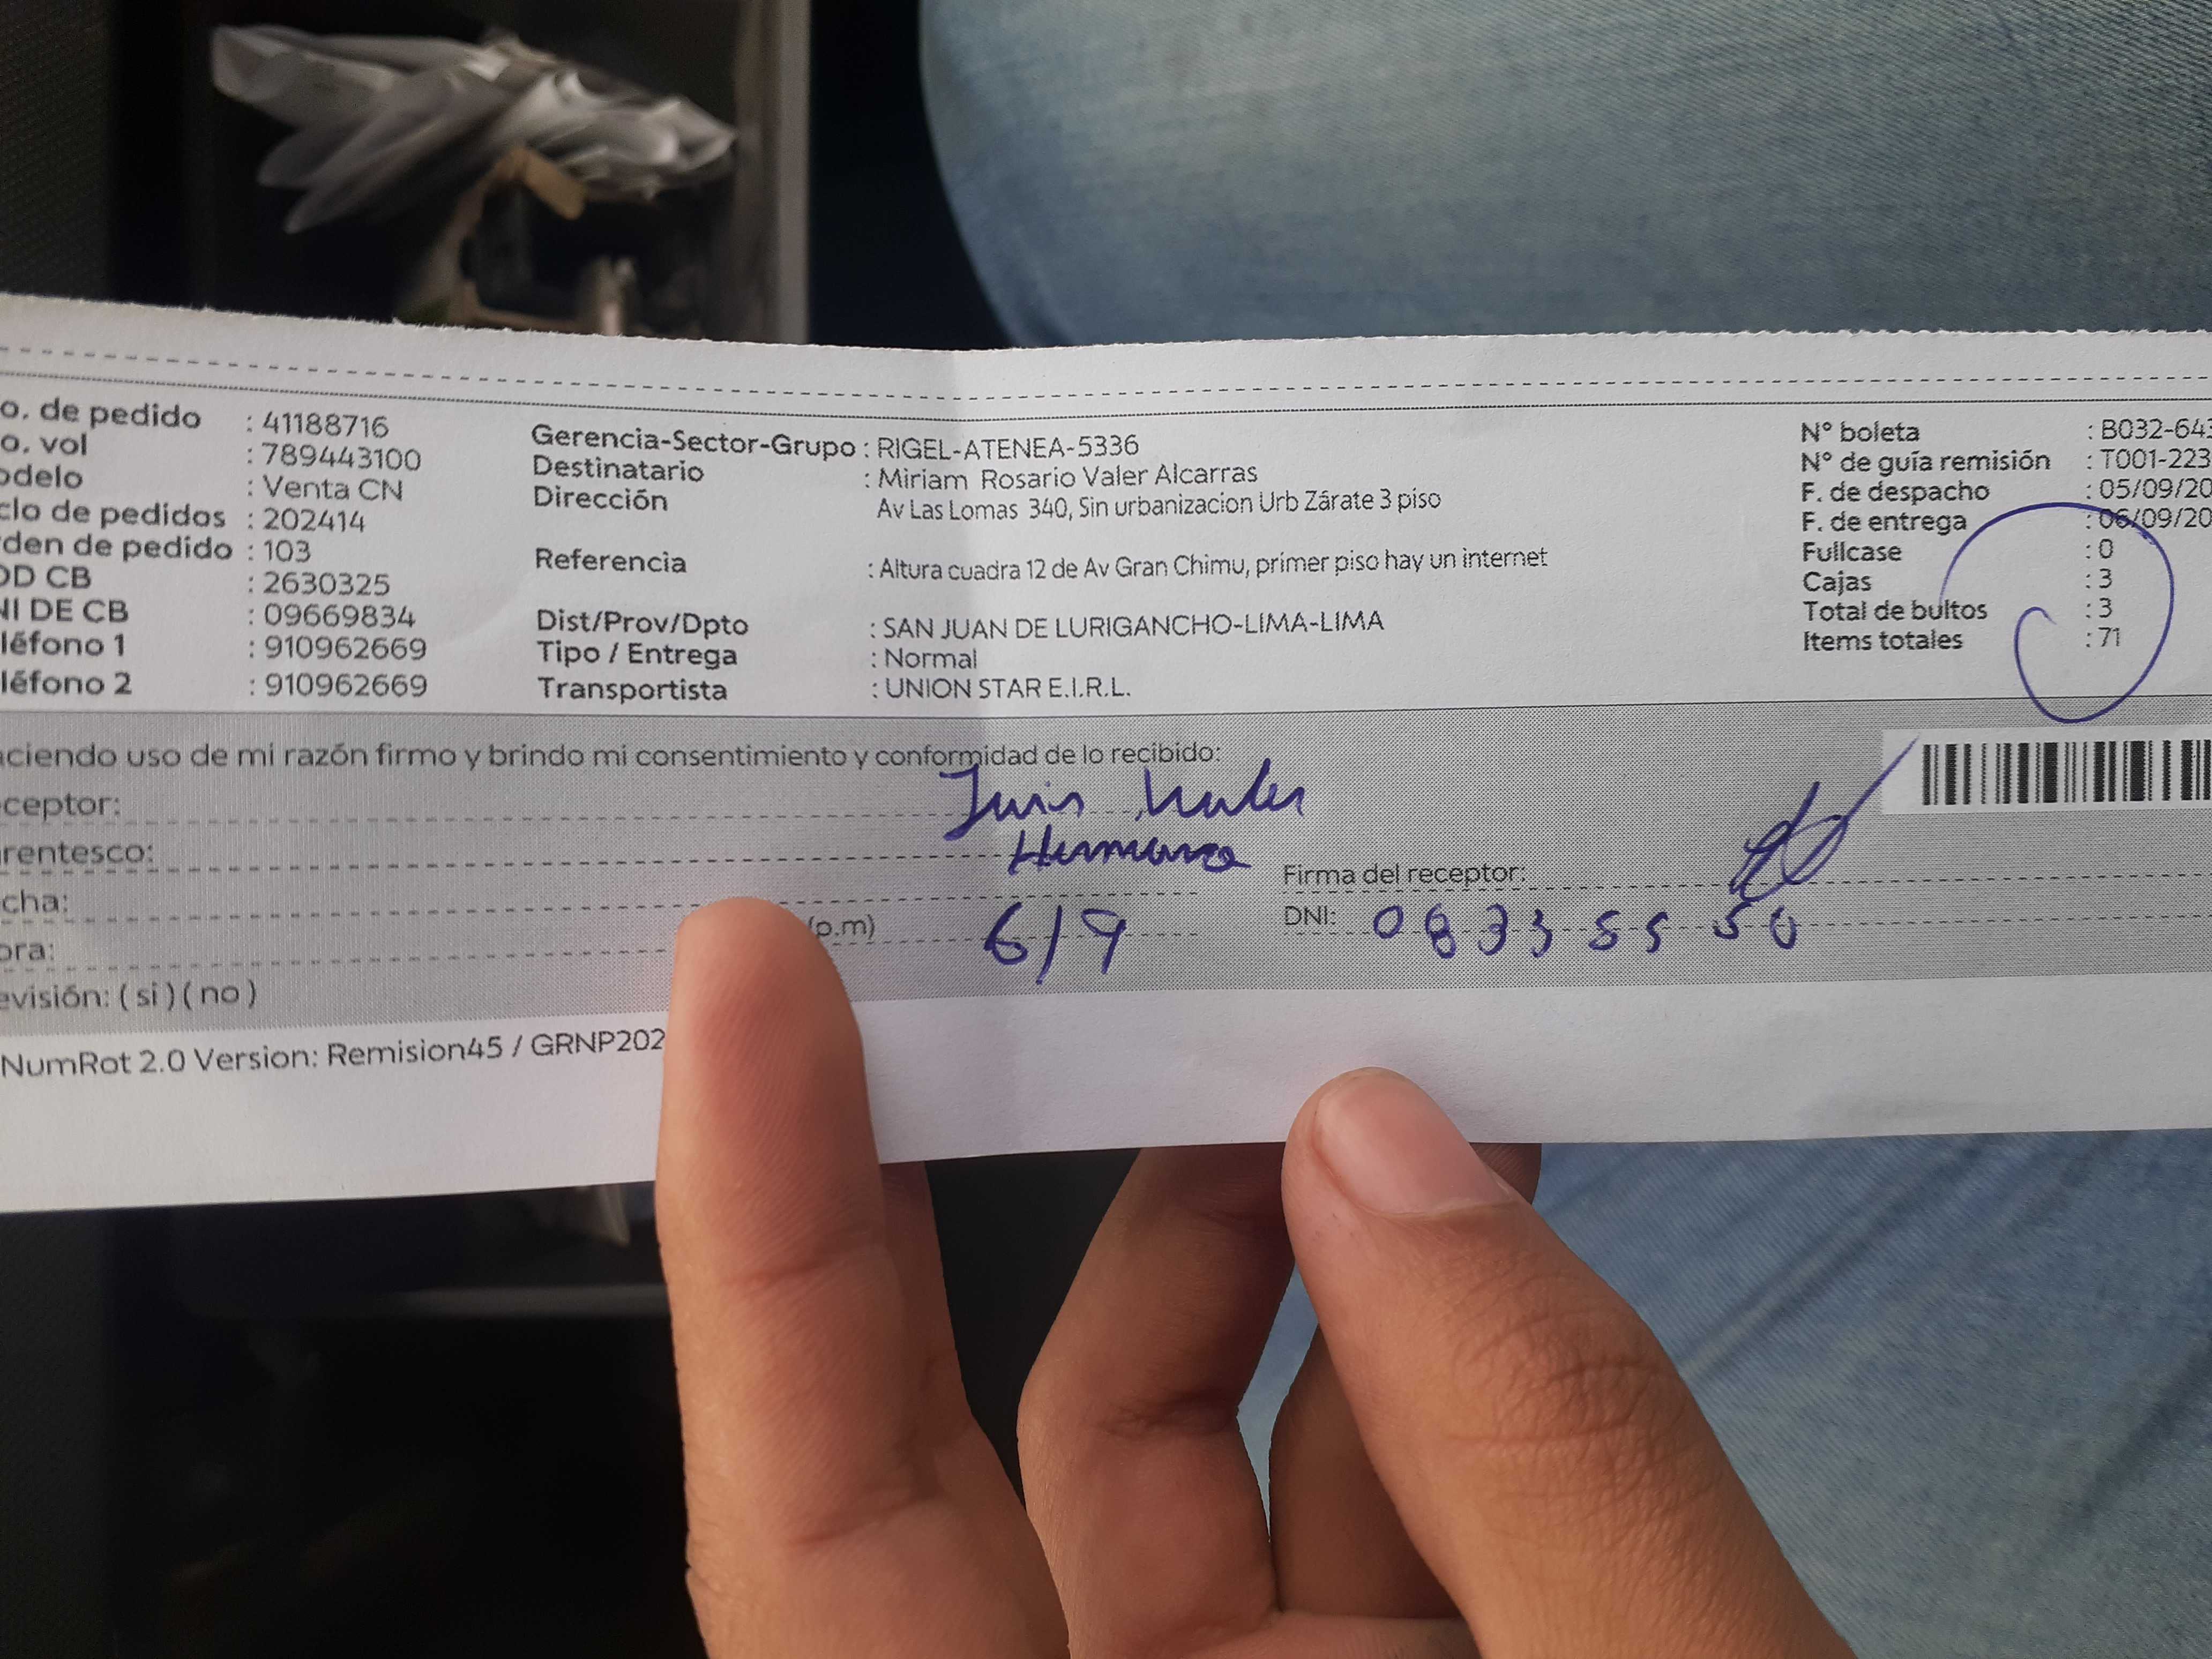 o. de pedido : 41188716
o. vol : 789443100
odelo : Venta CN
clo de pedidos : 202414
rden de pedido : 103
OD CB : 2630325
NI DE CB : 09669834
léfono 1 : 910962669
léfono 2 : 910962669
Gerencia-Sector-Grupo : RIGEL-ATENEA-5336
Destinatario : Miriam Rosario Valer Alcarras
Dirección Av Las Lomas 340, Sin urbanizacion Urb Zárate 3 piso
Referencia : Altura cuadra 12 de Av Gran Chimu, primer piso hay un internet
Dist/Prov/Dpto : SAN JUAN DE LURIGANCHO-LIMA-LIMA
Tipo / Entrega : Normal
Transportista : UNION STAR E.I.R.L.
N° boleta : B032-643
N° de guía remisión : T001-223
F. de despacho : 05/09/20
F. de entrega : 06/09/20
Fullcase : 0
Cajas : 3
Total de bultos : 3
Items totales : 71
aciendo uso de mi razón firmo y brindo mi consentimiento y conformidad de lo recibido:
ceptor:
rentesco: Hermano
cha:
ora: (p.m) 6/9
evisión: ( si ) ( no )
Firma del receptor:
DNI: 08335550
NumRot 2.0 Version: Remision45 / GRNP202